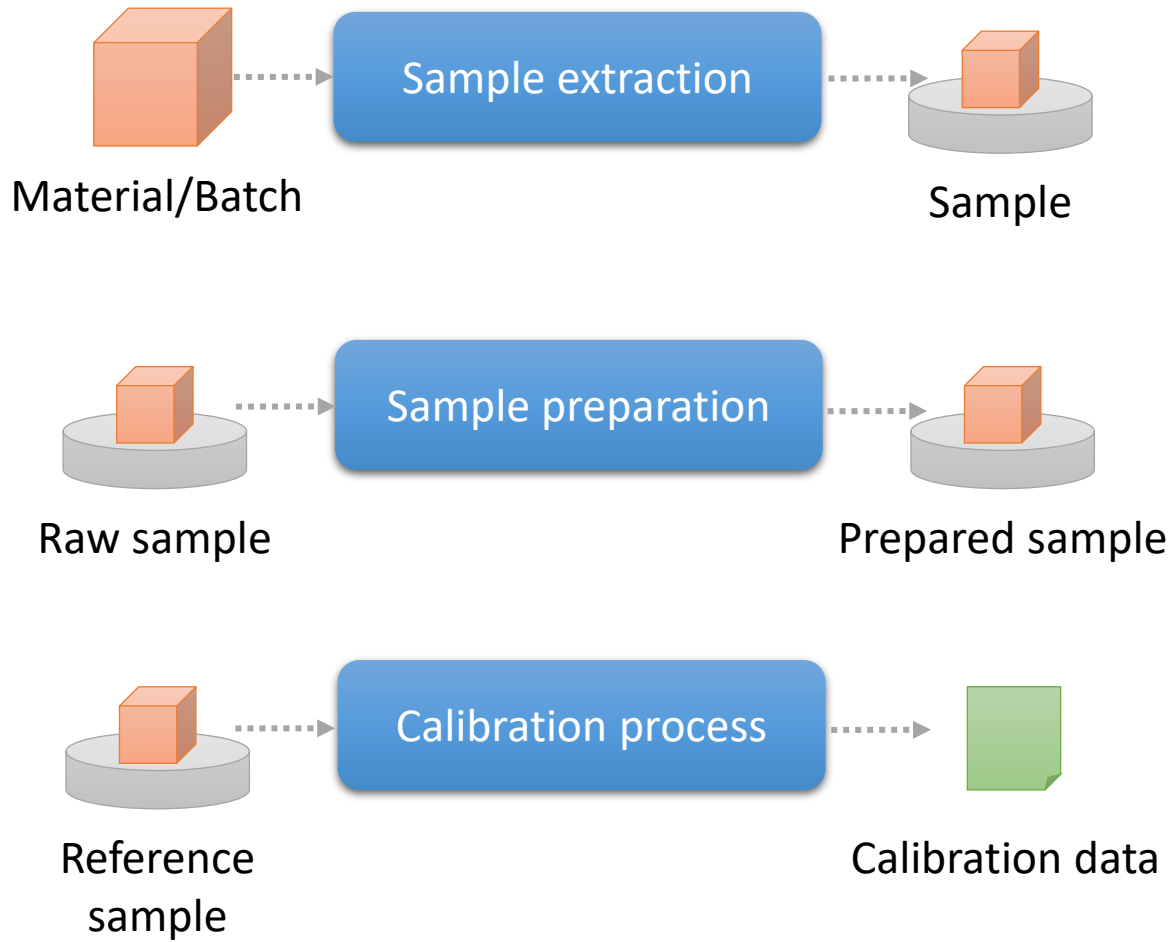 Sample extraction
Material/Batch
Sample
Sample preparation
Raw sample
Prepared sample
Calibration process
Reference
sample
Calibration data